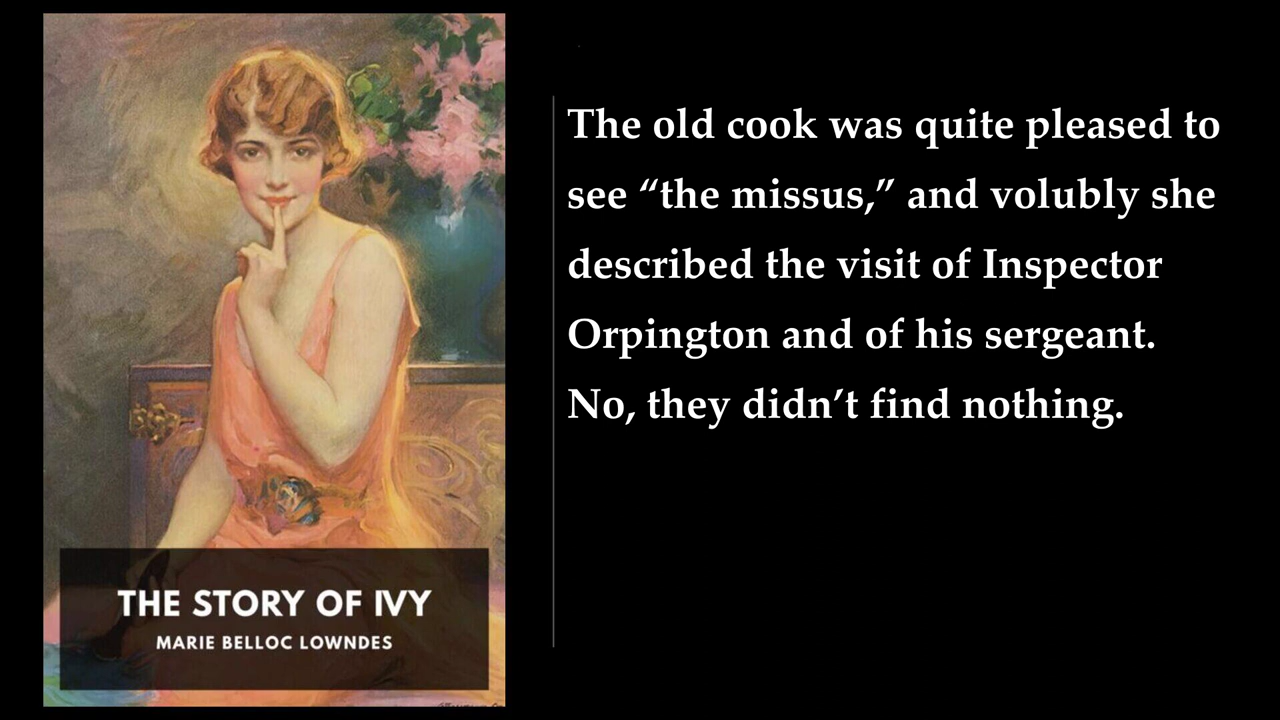 THE STORY OF IVY
MARIE BELLOC LOWNDES
The old cook was quite pleased to
see “the missus,” and volubly she
described the visit of Inspector
Orpington and of his sergeant.
No, they didn’t find nothing.